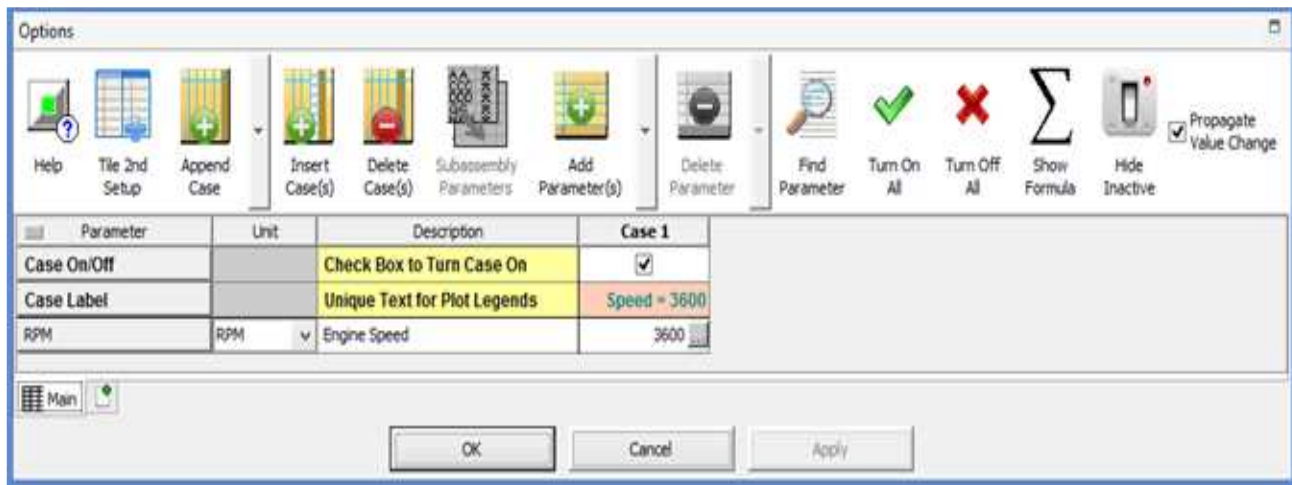 Options
Help
Tile 2nd
Setup
Append
Case
Insert
Case(s)
Delete
Case(s)
Subassembly
Parameters
Add
Parameter(s)
Delete
Parameter
Find
Parameter
Turn On
All
Turn Off
All
Show
Formula
Hide
Inactive
Propagate
Value Change
Parameter Unit Description Case 1
Case On/Off Check Box to Turn Case On
Case Label Unique Text for Plot Legends Speed = 3600
RPM RPM Engine Speed 3600 ...
Main
OK Cancel Apply